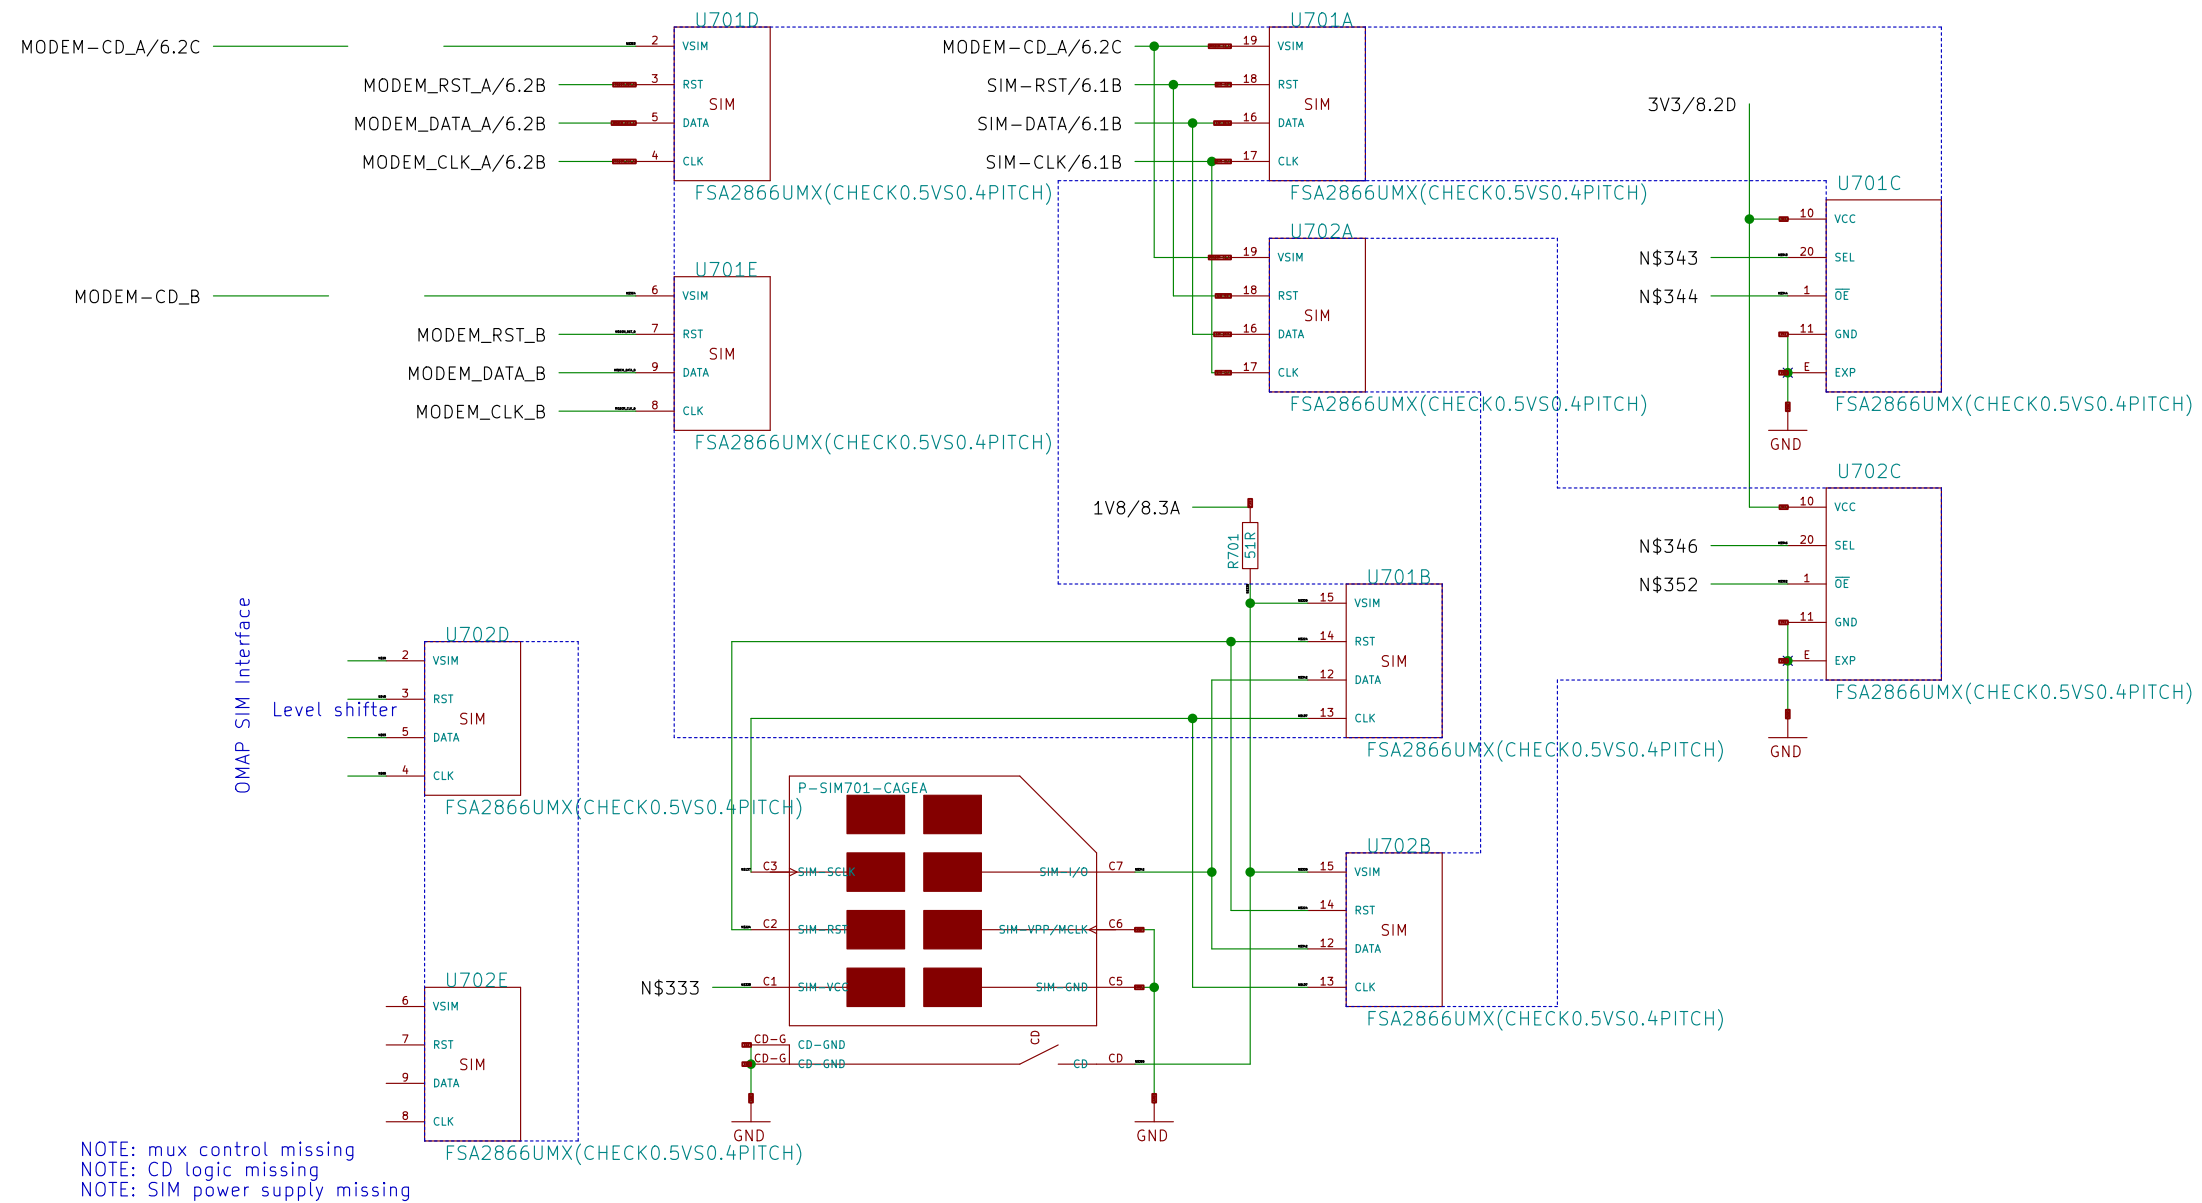 U701D
MODEM-CD_A/6.2C
2 VSIM
MODEM_RST_A/6.2B
3 RST
SIM
MODEM_DATA_A/6.2B
5 DATA
MODEM_CLK_A/6.2B
4 CLK
FSA2866UMX(CHECK0.5VS0.4PITCH)
U701A
MODEM-CD_A/6.2C
19 VSIM
SIM-RST/6.1B
18 RST
SIM
SIM-DATA/6.1B
16 DATA
SIM-CLK/6.1B
17 CLK
FSA2866UMX(CHECK0.5VS0.4PITCH)
3V3/8.2D
U701C
10 VCC
N$343
20 SEL
N$344
1 OE
11 GND
E EXP
FSA2866UMX(CHECK0.5VS0.4PITCH)
GND
U702A
19 VSIM
18 RST
SIM
16 DATA
17 CLK
FSA2866UMX(CHECK0.5VS0.4PITCH)
U701E
MODEM-CD_B
6 VSIM
MODEM_RST_B
7 RST
SIM
MODEM_DATA_B
9 DATA
MODEM_CLK_B
8 CLK
FSA2866UMX(CHECK0.5VS0.4PITCH)
U702C
10 VCC
N$346
20 SEL
N$352
1 OE
11 GND
E EXP
FSA2866UMX(CHECK0.5VS0.4PITCH)
GND
1V8/8.3A
R701
51R
U701B
15 VSIM
14 RST
SIM
12 DATA
13 CLK
FSA2866UMX(CHECK0.5VS0.4PITCH)
OMAP SIM Interface
Level shifter
U702D
2 VSIM
3 RST
SIM
5 DATA
4 CLK
FSA2866UMX(CHECK0.5VS0.4PITCH)
P-SIM701-CAGEA
C3 SIM-SCLK
SIM-I/O C7
C2 SIM-RST
SIM-VPP/MCLK C6
N$333
C1 SIM-VCC
SIM-GND C5
CD-G CD-GND
CD-G CD-GND
CD
CD CD
GND
GND
U702B
15 VSIM
14 RST
SIM
12 DATA
13 CLK
FSA2866UMX(CHECK0.5VS0.4PITCH)
U702E
6 VSIM
7 RST
SIM
9 DATA
8 CLK
FSA2866UMX(CHECK0.5VS0.4PITCH)
NOTE: mux control missing
NOTE: CD logic missing
NOTE: SIM power supply missing